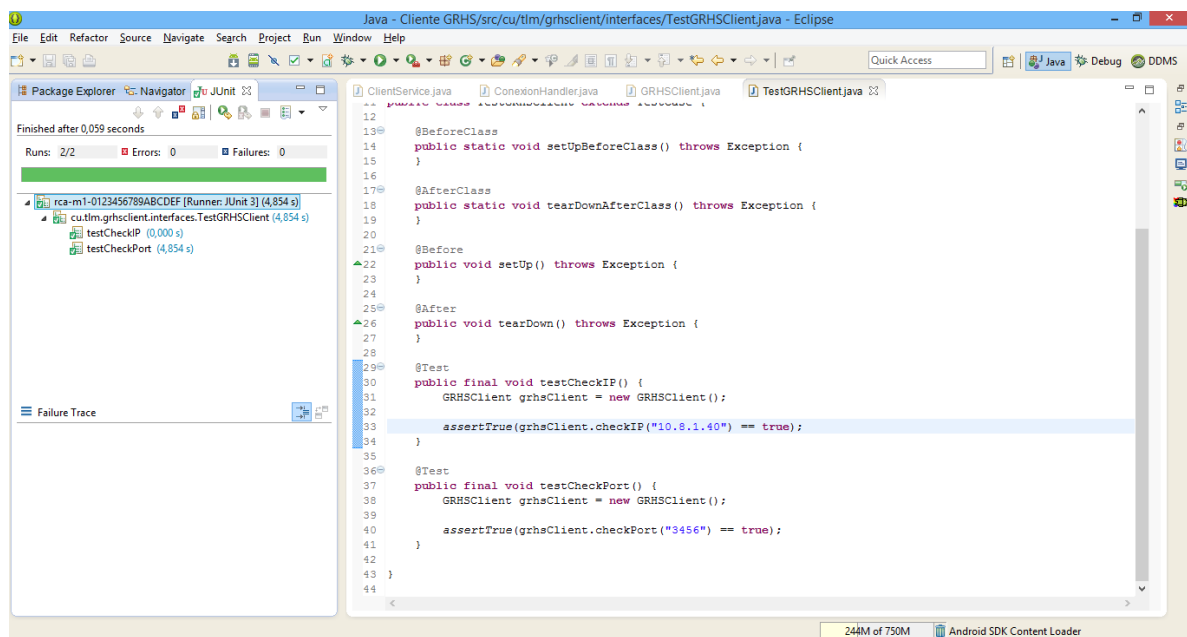 Java - Cliente GRHS/src/cu/tlm/grhsclient/interfaces/TestGRHSClient.java - Eclipse
File Edit Refactor Source Navigate Search Project Run Window Help
Quick Access Java Debug DDMS
Package Explorer Navigator JUnit
Finished after 0,059 seconds
Runs: 2/2 Errors: 0 Failures: 0
rca-m1-0123456789ABCDEF [Runner: JUnit 3] (4,854 s)
cu.tlm.grhsclient.interfaces.TestGRHSClient (4,854 s)
testCheckIP (0,000 s)
testCheckPort (4,854 s)
Failure Trace
ClientService.java ConexionHandler.java GRHSClient.java TestGRHSClient.java
11 public class TestGRHSClient extends TestCase {
12
13 @BeforeClass
14 public static void setUpBeforeClass() throws Exception {
15 }
16
17 @AfterClass
18 public static void tearDownAfterClass() throws Exception {
19 }
20
21 @Before
22 public void setUp() throws Exception {
23 }
24
25 @After
26 public void tearDown() throws Exception {
27 }
28
29 @Test
30 public final void testCheckIP() {
31 GRHSClient grhsClient = new GRHSClient();
32
33 assertTrue(grhsClient.checkIP("10.8.1.40") == true);
34 }
35
36 @Test
37 public final void testCheckPort() {
38 GRHSClient grhsClient = new GRHSClient();
39
40 assertTrue(grhsClient.checkPort("3456") == true);
41 }
42
43 }
44
244M of 750M Android SDK Content Loader